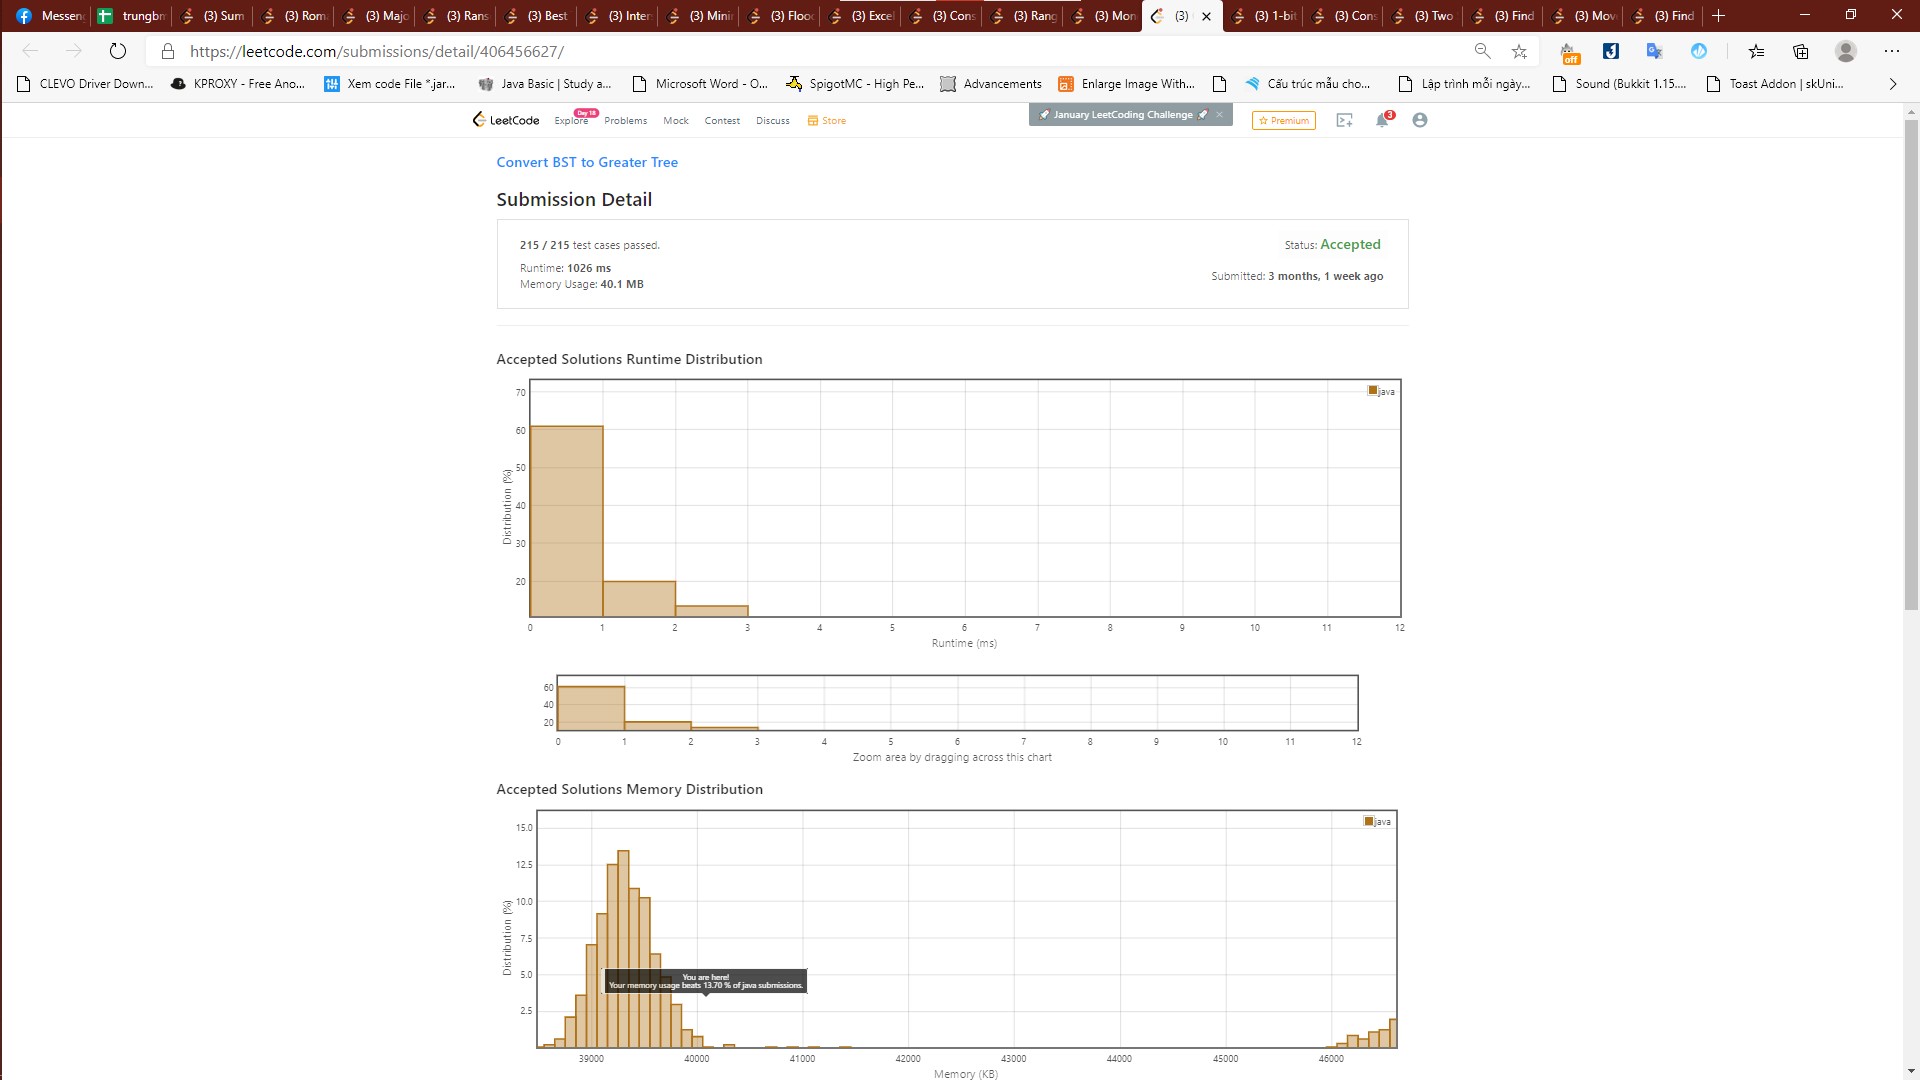 Messen trungbr (3) Sum (3) Rom (3) Majo (3) Rans (3) Best (3) Inter (3) Mini (3) Floo (3) Excel (3) Cons (3) Rang (3) Mon (3) (3) 1-bit (3) Cons (3) Two (3) Find (3) Mov (3) Find
https://leetcode.com/submissions/detail/406456627/
off
CLEVO Driver Down... KPROXY - Free Ano... Xem code File *.jar... Java Basic | Study a... Microsoft Word - O... SpigotMC - High Pe... Advancements Enlarge Image With... Cấu trúc mẫu cho... Lập trình mỗi ngày... Sound (Bukkit 1.15.... Toast Addon | skUni...
LeetCode Explore Day 18 Problems Mock Contest Discuss Store January LeetCoding Challenge × Premium 3
Convert BST to Greater Tree
Submission Detail
215 / 215 test cases passed. Status: Accepted
Runtime: 1026 ms
Submitted: 3 months, 1 week ago
Memory Usage: 40.1 MB
Accepted Solutions Runtime Distribution
java
70
60
50
40
30
20
Distribution (%)
0 1 2 3 4 5 6 7 8 9 10 11 12
Runtime (ms)
60
40
20
0 1 2 3 4 5 6 7 8 9 10 11 12
Zoom area by dragging across this chart
Accepted Solutions Memory Distribution
java
15.0
12.5
10.0
7.5
5.0
2.5
Distribution (%)
You are here!
Your memory usage beats 13.70 % of java submissions.
39000 40000 41000 42000 43000 44000 45000 46000
Memory (KB)